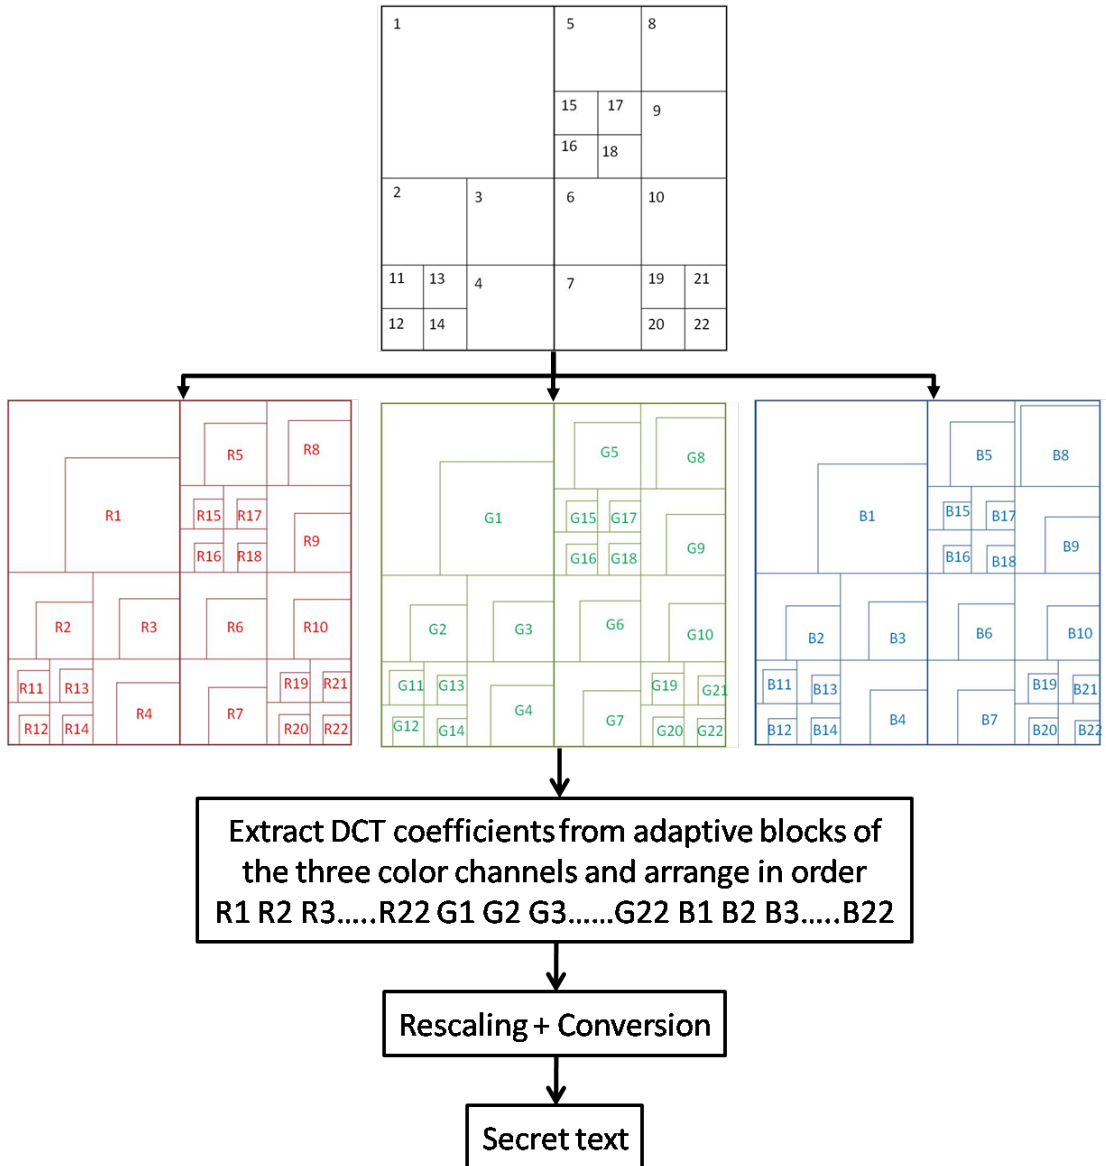 1 5 8
15 17 9
16 18
2 3 6 10
11 13 4 7 19 21
12 14 20 22
R1 R5 R8
R15 R17 R9
R16 R18
R2 R3 R6 R10
R11 R13 R4 R7 R19 R21
R12 R14 R20 R22
G1 G5 G8
G15 G17 G9
G16 G18
G2 G3 G6 G10
G11 G13 G4 G7 G19 G21
G12 G14 G20 G22
B1 B5 B8
B15 B17 B9
B16 B18
B2 B3 B6 B10
B11 B13 B4 B7 B19 B21
B12 B14 B20 B22
Extract DCT coefficients from adaptive blocks of
the three color channels and arrange in order
R1 R2 R3.....R22 G1 G2 G3......G22 B1 B2 B3.....B22
Rescaling + Conversion
Secret text